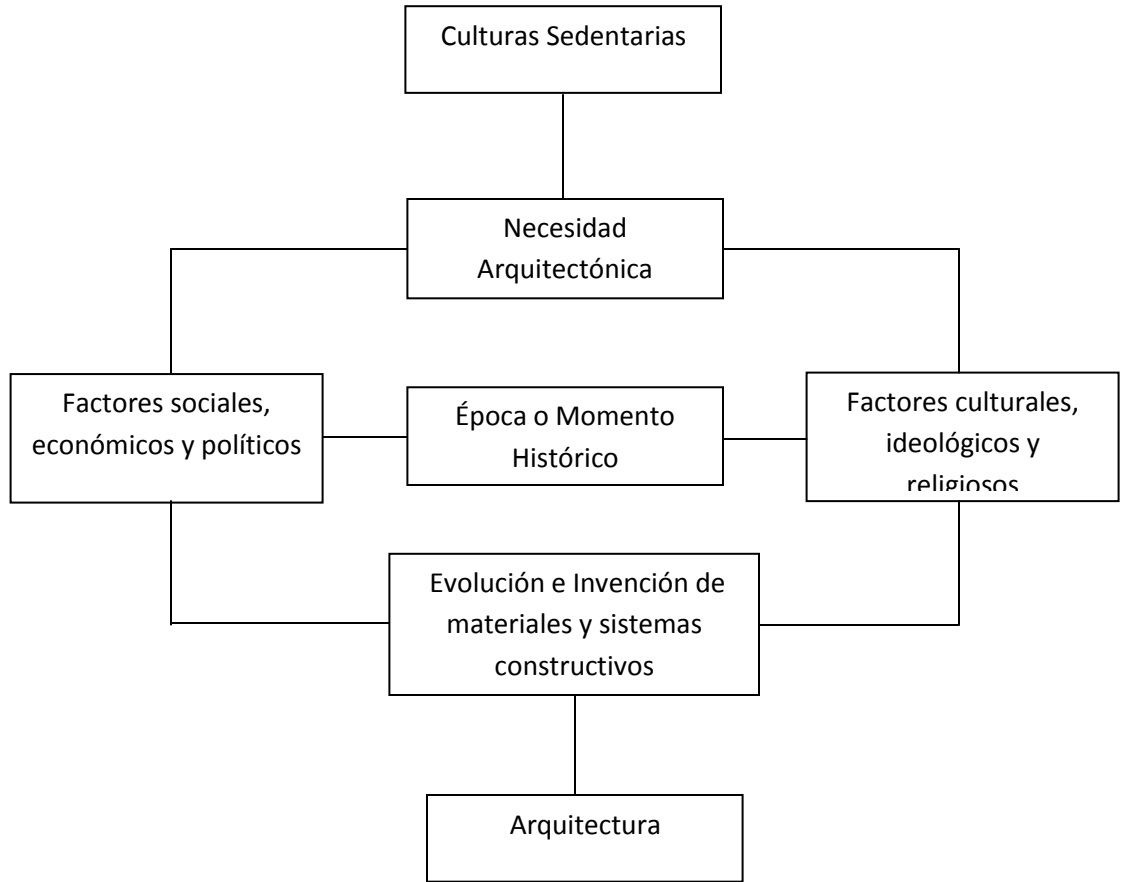 Culturas Sedentarias
Necesidad
Arquitectónica
Factores sociales,
económicos y políticos
Época o Momento
Histórico
Factores culturales,
ideológicos y
religiosos
Evolución e Invención de
materiales y sistemas
constructivos
Arquitectura